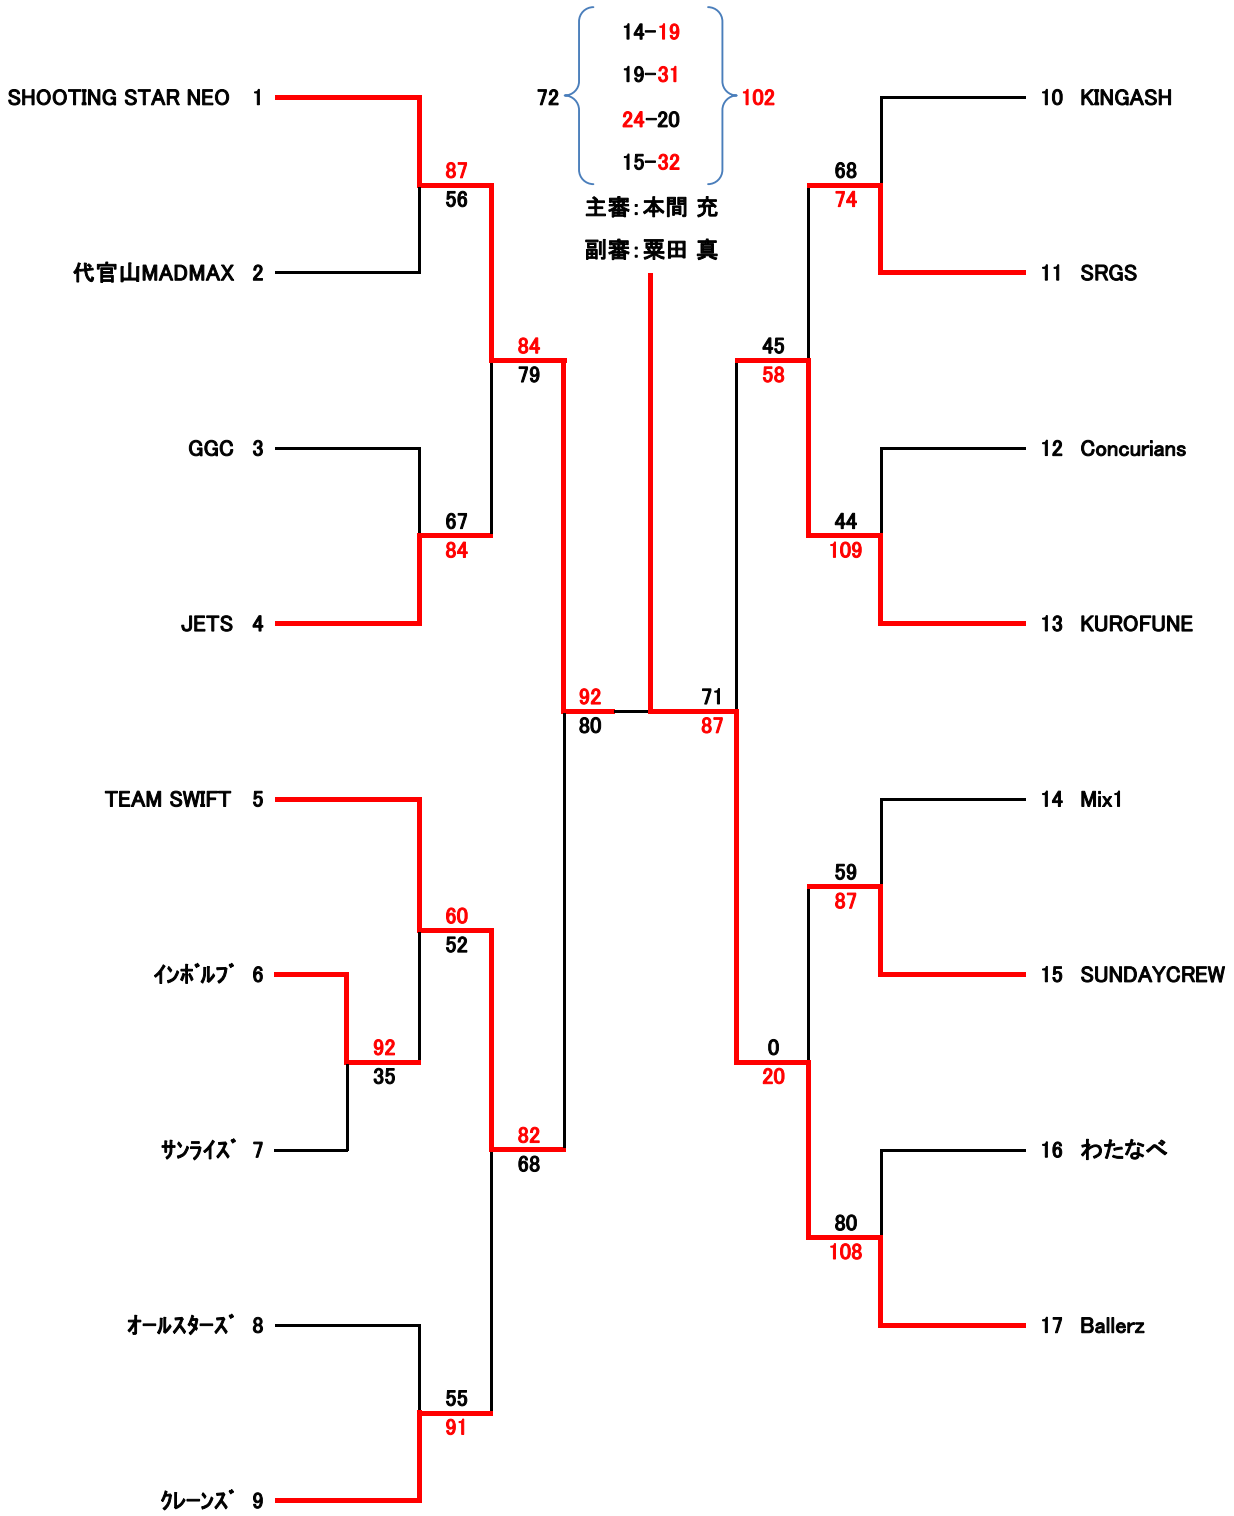 14-19
19-31
72
102
24-20
15-32
主審：本間 充
副審：粟田 真
SHOOTING STAR NEO 1
87
56
代官山MADMAX 2
84
79
GGC 3
67
84
JETS 4
92
80
TEAM SWIFT 5
60
52
ｲﾝﾎﾞﾙﾌﾞ 6
92
35
ｻﾝﾗｲｽﾞ 7
82
68
ｵｰﾙｽﾀｰｽﾞ 8
55
91
ｸﾚｰﾝｽﾞ 9
10 KINGASH
68
74
11 SRGS
45
58
12 Concurians
44
109
13 KUROFUNE
71
87
14 Mix1
59
87
15 SUNDAYCREW
0
20
16 わたなべ
80
108
17 Ballerz